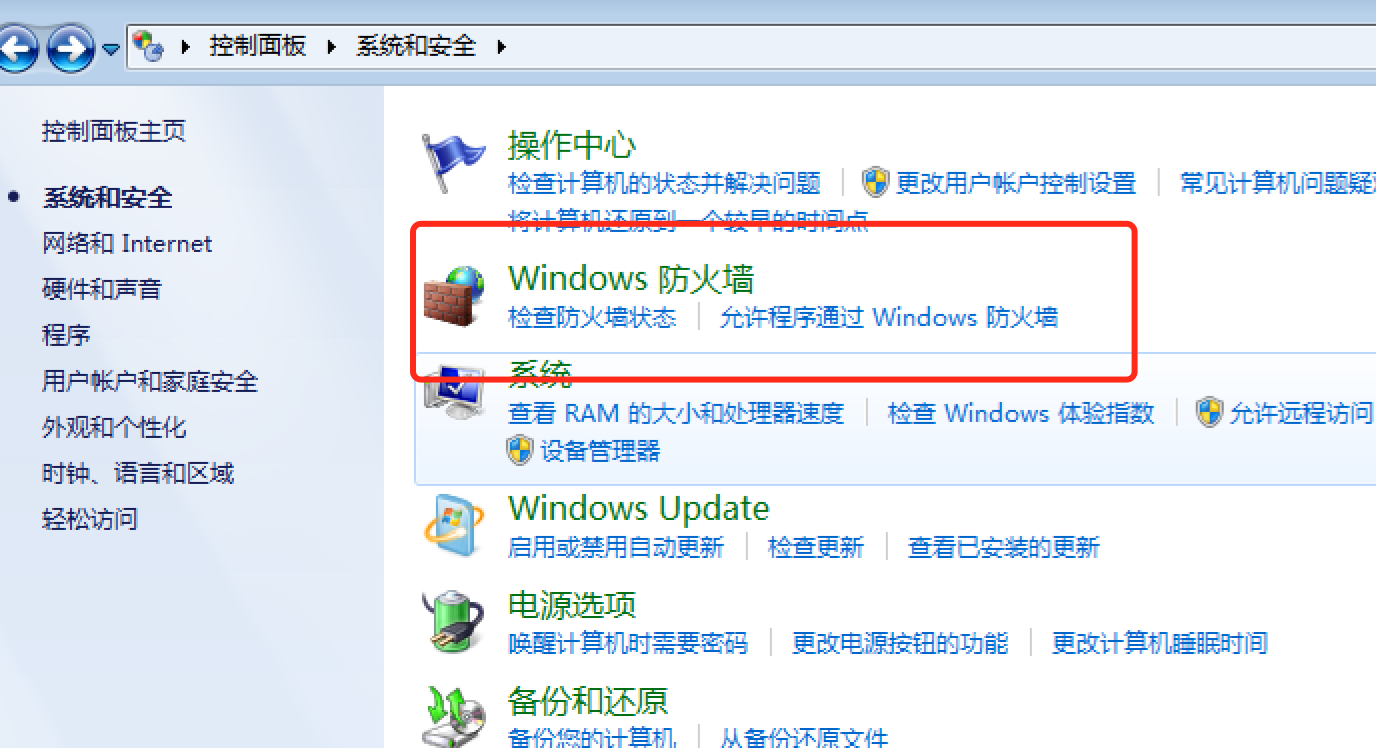 控制面板 系统和安全
控制面板主页
系统和安全
网络和 Internet
硬件和声音
程序
用户帐户和家庭安全
外观和个性化
时钟、语言和区域
轻松访问
操作中心
检查计算机的状态并解决问题 更改用户帐户控制设置 常见计算机问题疑
将计算机还原到一个较早的时间点
Windows 防火墙
检查防火墙状态 允许程序通过 Windows 防火墙
系统
查看 RAM 的大小和处理器速度 检查 Windows 体验指数 允许远程访问
设备管理器
Windows Update
启用或禁用自动更新 检查更新 查看已安装的更新
电源选项
唤醒计算机时需要密码 更改电源按钮的功能 更改计算机睡眠时间
备份和还原
备份您的计算机 从备份还原文件